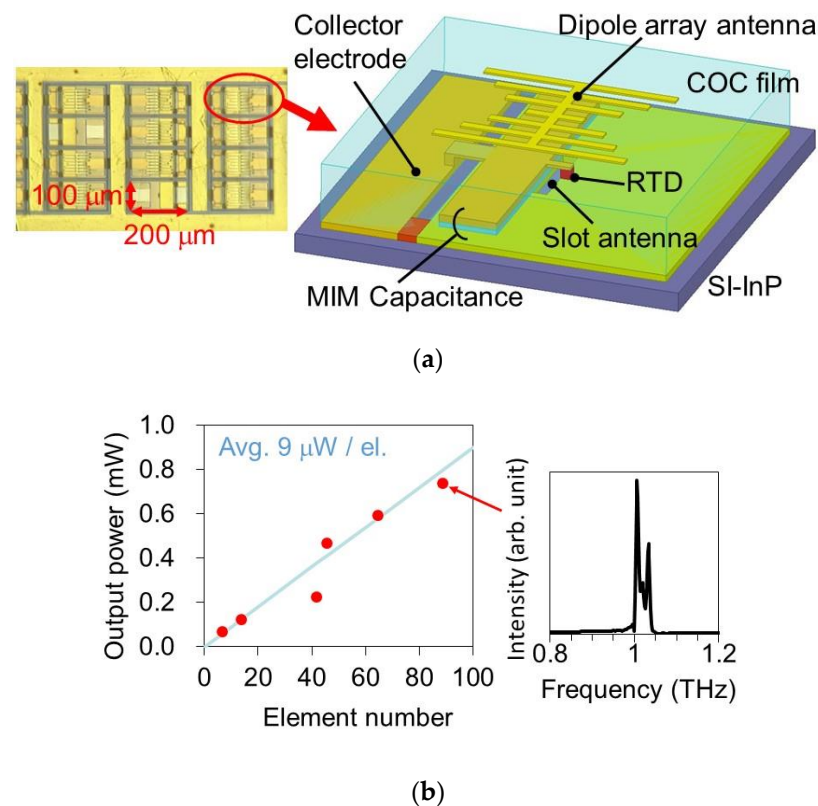 (a)
Collector
electrode
Dipole array antenna
COC film
100 μm
200 μm
RTD
Slot antenna
MIM Capacitance
SI-InP
(b)
Output power (mW)
1.0
0.8
0.6
0.4
0.2
0.0
Avg. 9 μW / el.
0 20 40 60 80 100
Element number
Intensity (arb. unit)
0.8 1 1.2
Frequency (THz)